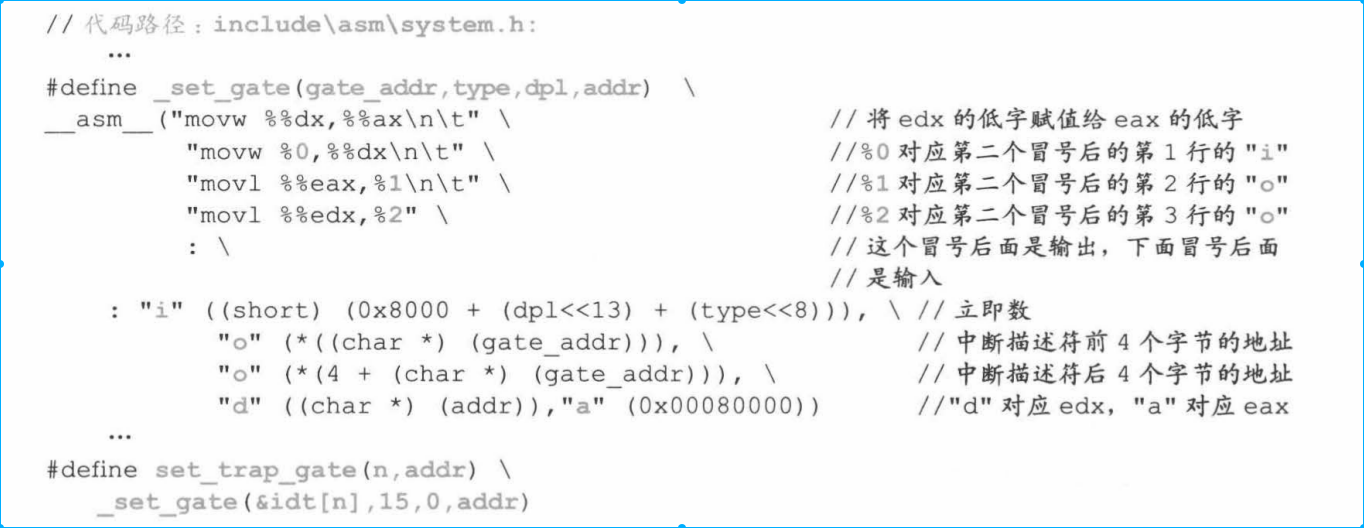 // 代码路径：include\asm\system.h:
...
#define _set_gate(gate_addr,type,dpl,addr) \
__asm__("movw %%dx,%%ax\n\t" \ // 将 edx 的低字赋值给 eax 的低字
"movw %0,%%dx\n\t" \ //%0 对应第二个冒号后的第 1 行的 "i"
"movl %%eax,%1\n\t" \ //%1 对应第二个冒号后的第 2 行的 "o"
"movl %%edx,%2" \ //%2 对应第二个冒号后的第 3 行的 "o"
: \ // 这个冒号后面是输出，下面冒号后面
// 是输入
: "i" ((short) (0x8000 + (dpl<<13) + (type<<8))), \ // 立即数
"o" (*((char *) (gate_addr))), \ // 中断描述符前 4 个字节的地址
"o" (*(4 + (char *) (gate_addr))), \ // 中断描述符后 4 个字节的地址
"d" ((char *) (addr)),"a" (0x00080000)) //"d" 对应 edx，"a" 对应 eax
...
#define set_trap_gate(n,addr) \
_set_gate(&idt[n],15,0,addr)